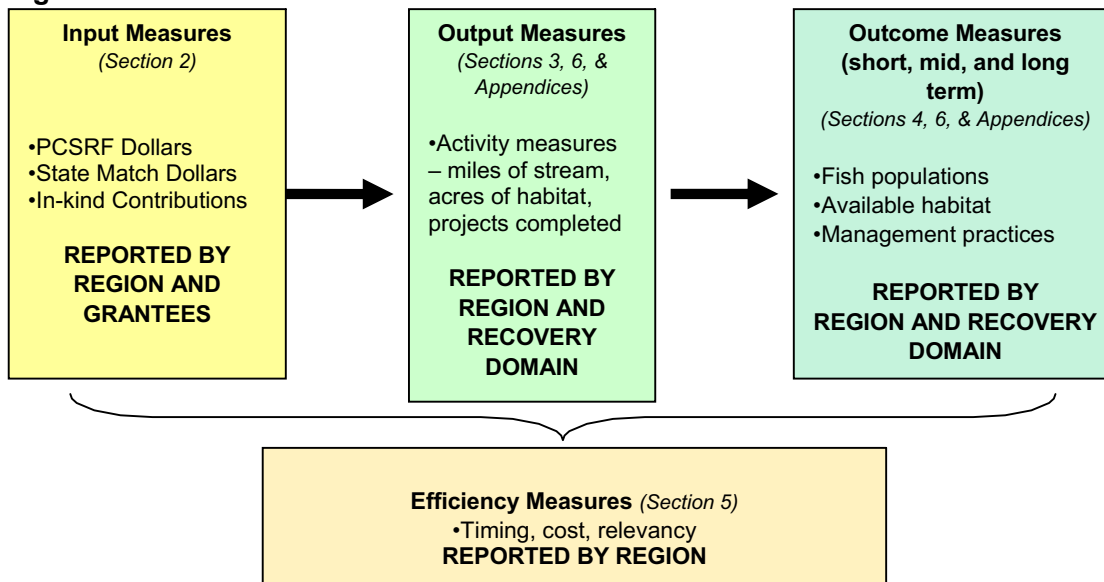 Input Measures
(Section 2)
•PCSRF Dollars
•State Match Dollars
•In-kind Contributions
REPORTED BY
REGION AND
GRANTEES
Output Measures
(Sections 3, 6, &
Appendices)
•Activity measures
– miles of stream,
acres of habitat,
projects completed
REPORTED BY
REGION AND
RECOVERY
DOMAIN
Outcome Measures
(short, mid, and long
term)
(Sections 4, 6, & Appendices)
•Fish populations
•Available habitat
•Management practices
REPORTED BY
REGION AND RECOVERY
DOMAIN
Efficiency Measures (Section 5)
•Timing, cost, relevancy
REPORTED BY REGION